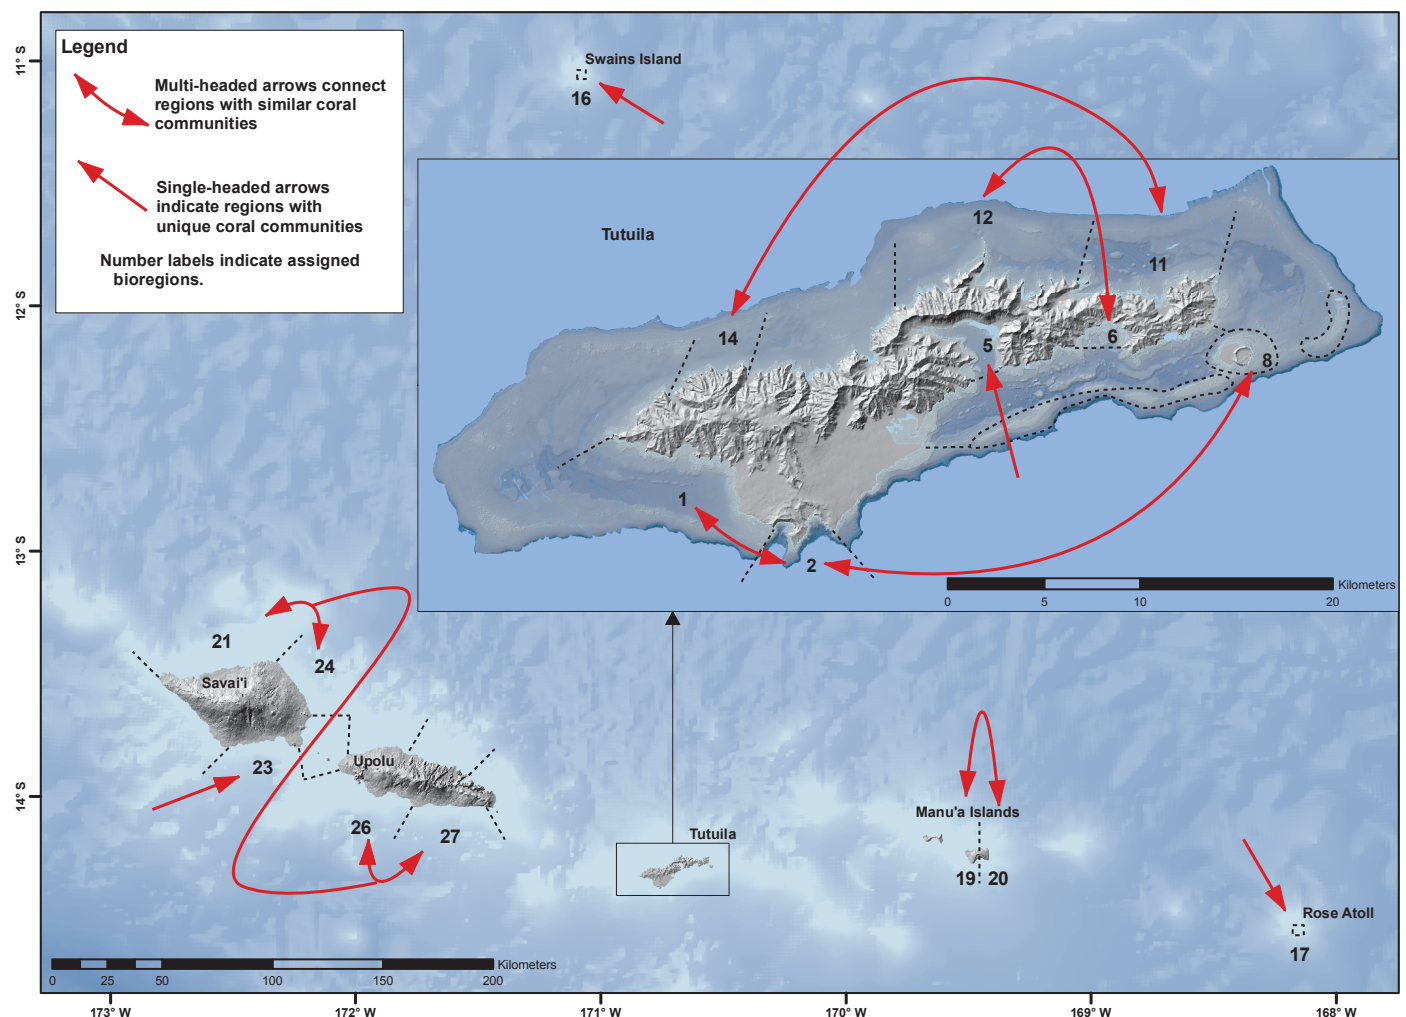 Legend
Multi-headed arrows connect
regions with similar coral
communities
Single-headed arrows
indicate regions with
unique coral communities
Number labels indicate assigned
bioregions.
11° S
12° S
13° S
14° S
Swains Island
16
Tutuila
12
11
14
5
6
8
1
2
Kilometers
0
5
10
20
21
24
Savai'i
23
Upolu
26
27
Tutuila
Manu'a Islands
19
20
Rose Atoll
17
Kilometers
0
25
50
100
150
200
173° W
172° W
171° W
170° W
169° W
168° W